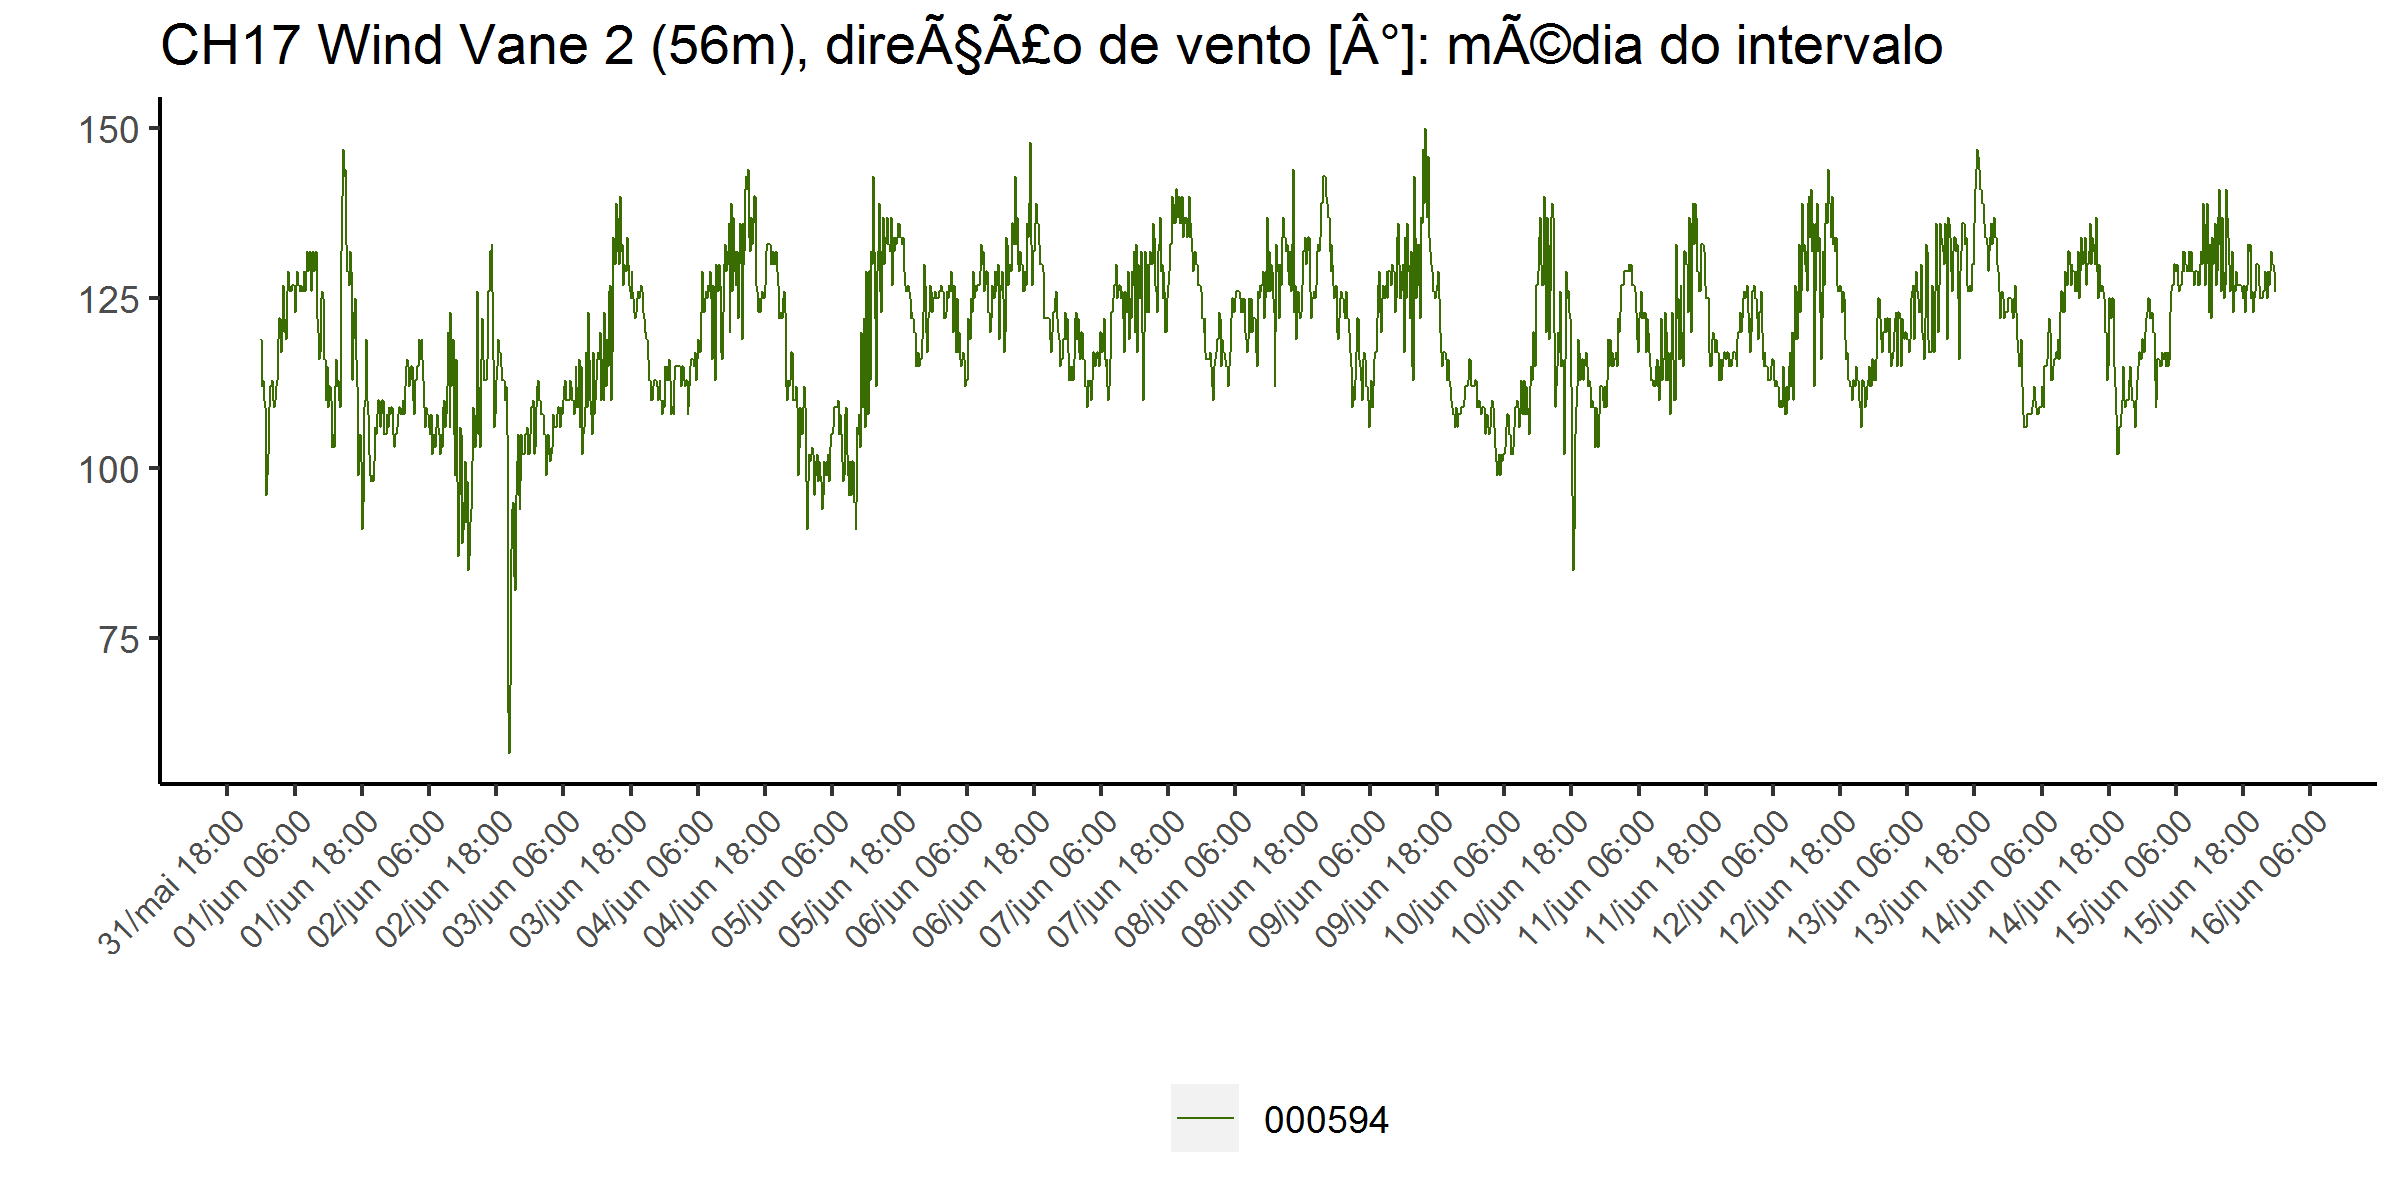 CH17 Wind Vane 2 (56m), direÃ§Ã£o de vento [Â°]: mÃ©dia do intervalo
150
125
100
75
31/mai 18:00
01/jun 06:00
01/jun 18:00
02/jun 06:00
02/jun 18:00
03/jun 06:00
03/jun 18:00
04/jun 06:00
04/jun 18:00
05/jun 06:00
05/jun 18:00
06/jun 06:00
06/jun 18:00
07/jun 06:00
07/jun 18:00
08/jun 06:00
08/jun 18:00
09/jun 06:00
09/jun 18:00
10/jun 06:00
10/jun 18:00
11/jun 06:00
11/jun 18:00
12/jun 06:00
12/jun 18:00
13/jun 06:00
13/jun 18:00
14/jun 06:00
14/jun 18:00
15/jun 06:00
15/jun 18:00
16/jun 06:00
000594